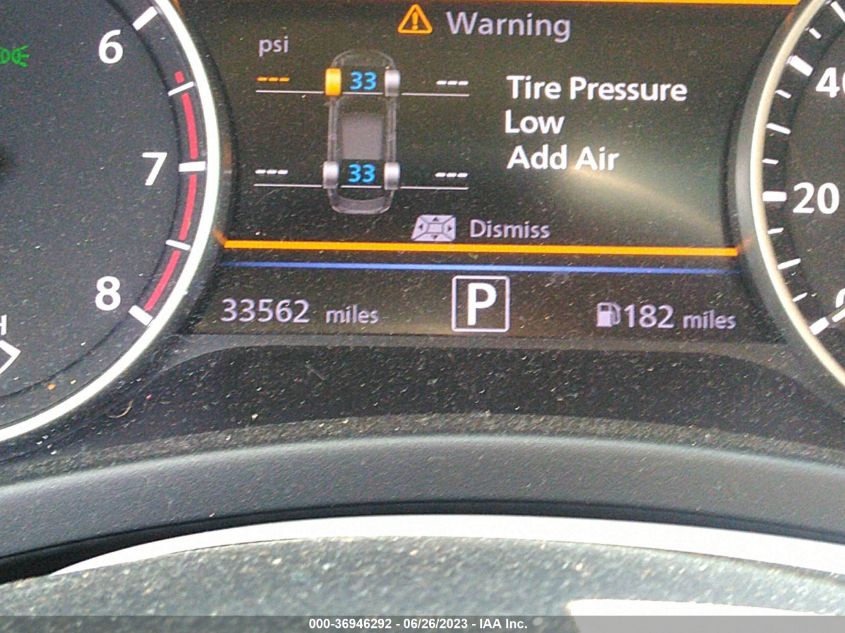 Warning
psi
6
--- 33 ---
Tire Pressure
Low
Add Air
--- 33 ---
7
Dismiss
8
33562 miles
P
182 miles
40
20
000-36946292 - 06/26/2023 - IAA Inc.